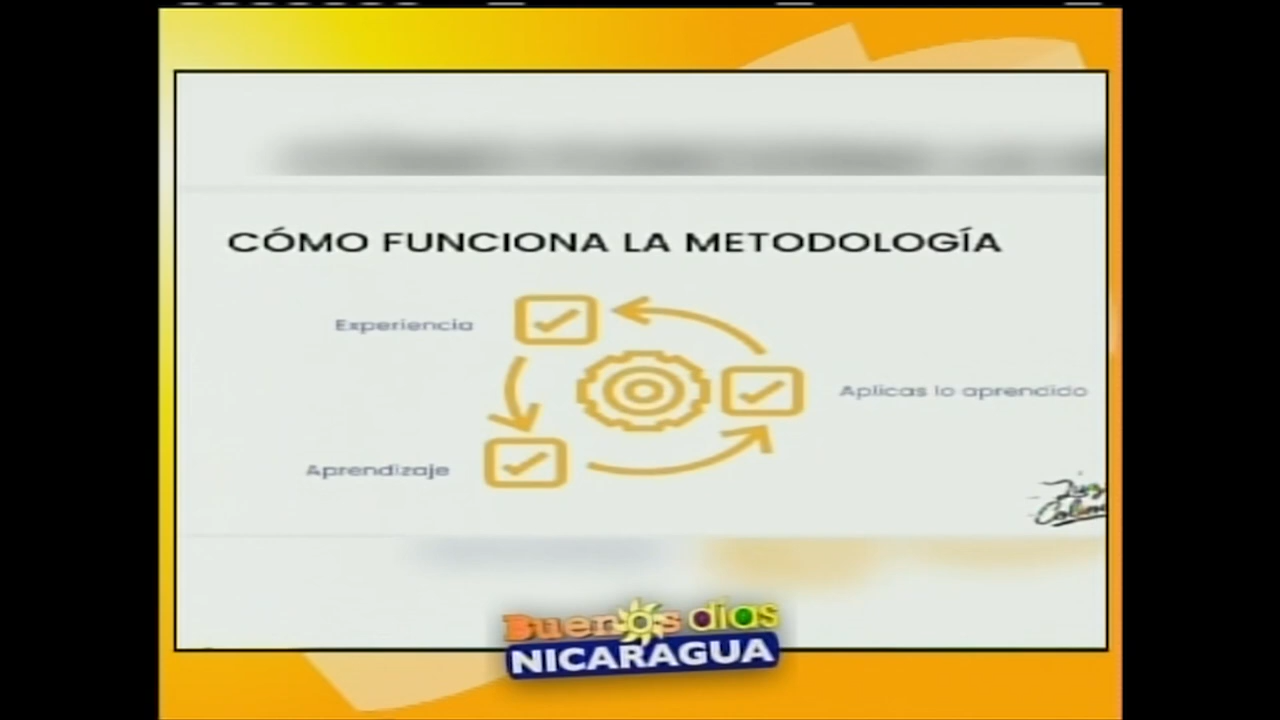 CÓMO FUNCIONA LA METODOLOGÍA
Experiencia
Aplicas lo aprendido
Aprendizaje
Buenos días
NICARAGUA